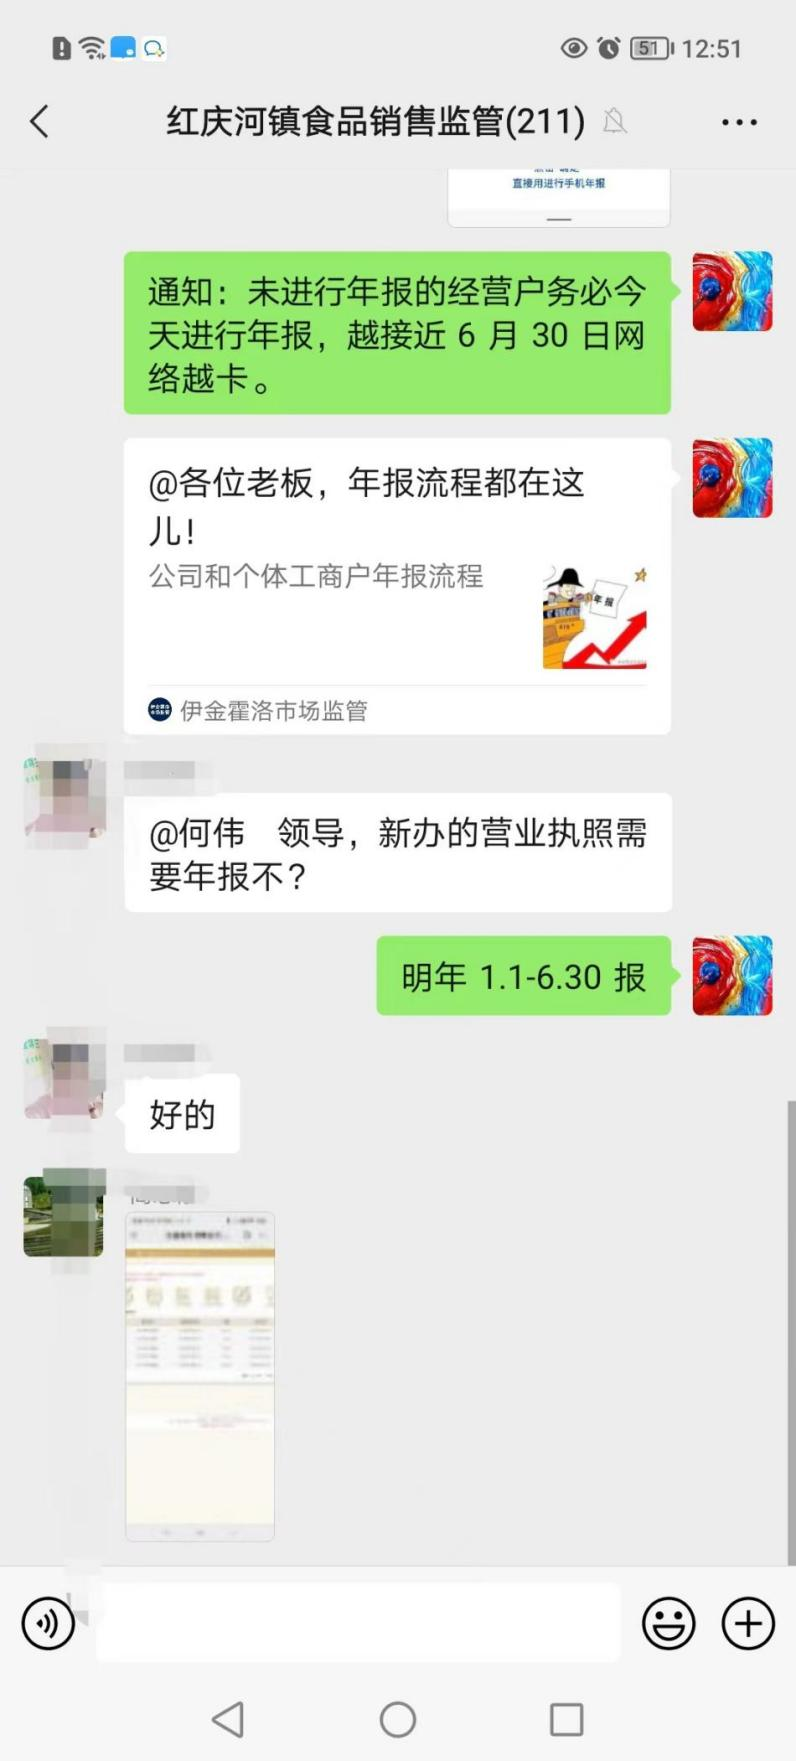 51 12:51
红庆河镇食品销售监管(211)
直接用进行手机年报
通知：未进行年报的经营户务必今
天进行年报，越接近 6 月 30 日网
络越卡。
@各位老板，年报流程都在这
儿！
公司和个体工商户年报流程
年报
伊金霍洛市场监管
@何伟 领导，新办的营业执照需
要年报不？
明年 1.1-6.30 报
好的